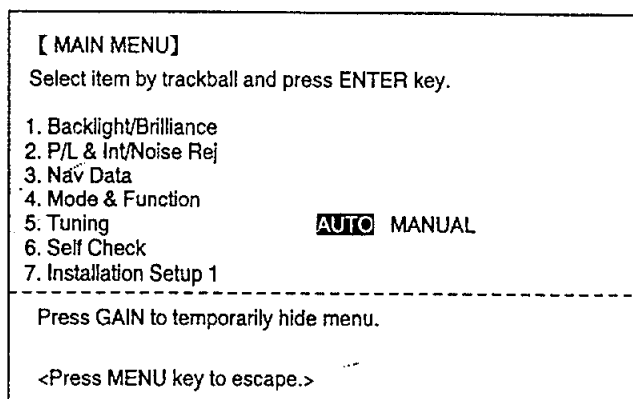 【 MAIN MENU】
Select item by trackball and press ENTER key.
1. Backlight/Brilliance
2. P/L & Int/Noise Rej
3. Nav Data
4. Mode & Function
5. Tuning AUTO MANUAL
6. Self Check
7. Installation Setup 1
Press GAIN to temporarily hide menu.
<Press MENU key to escape.>